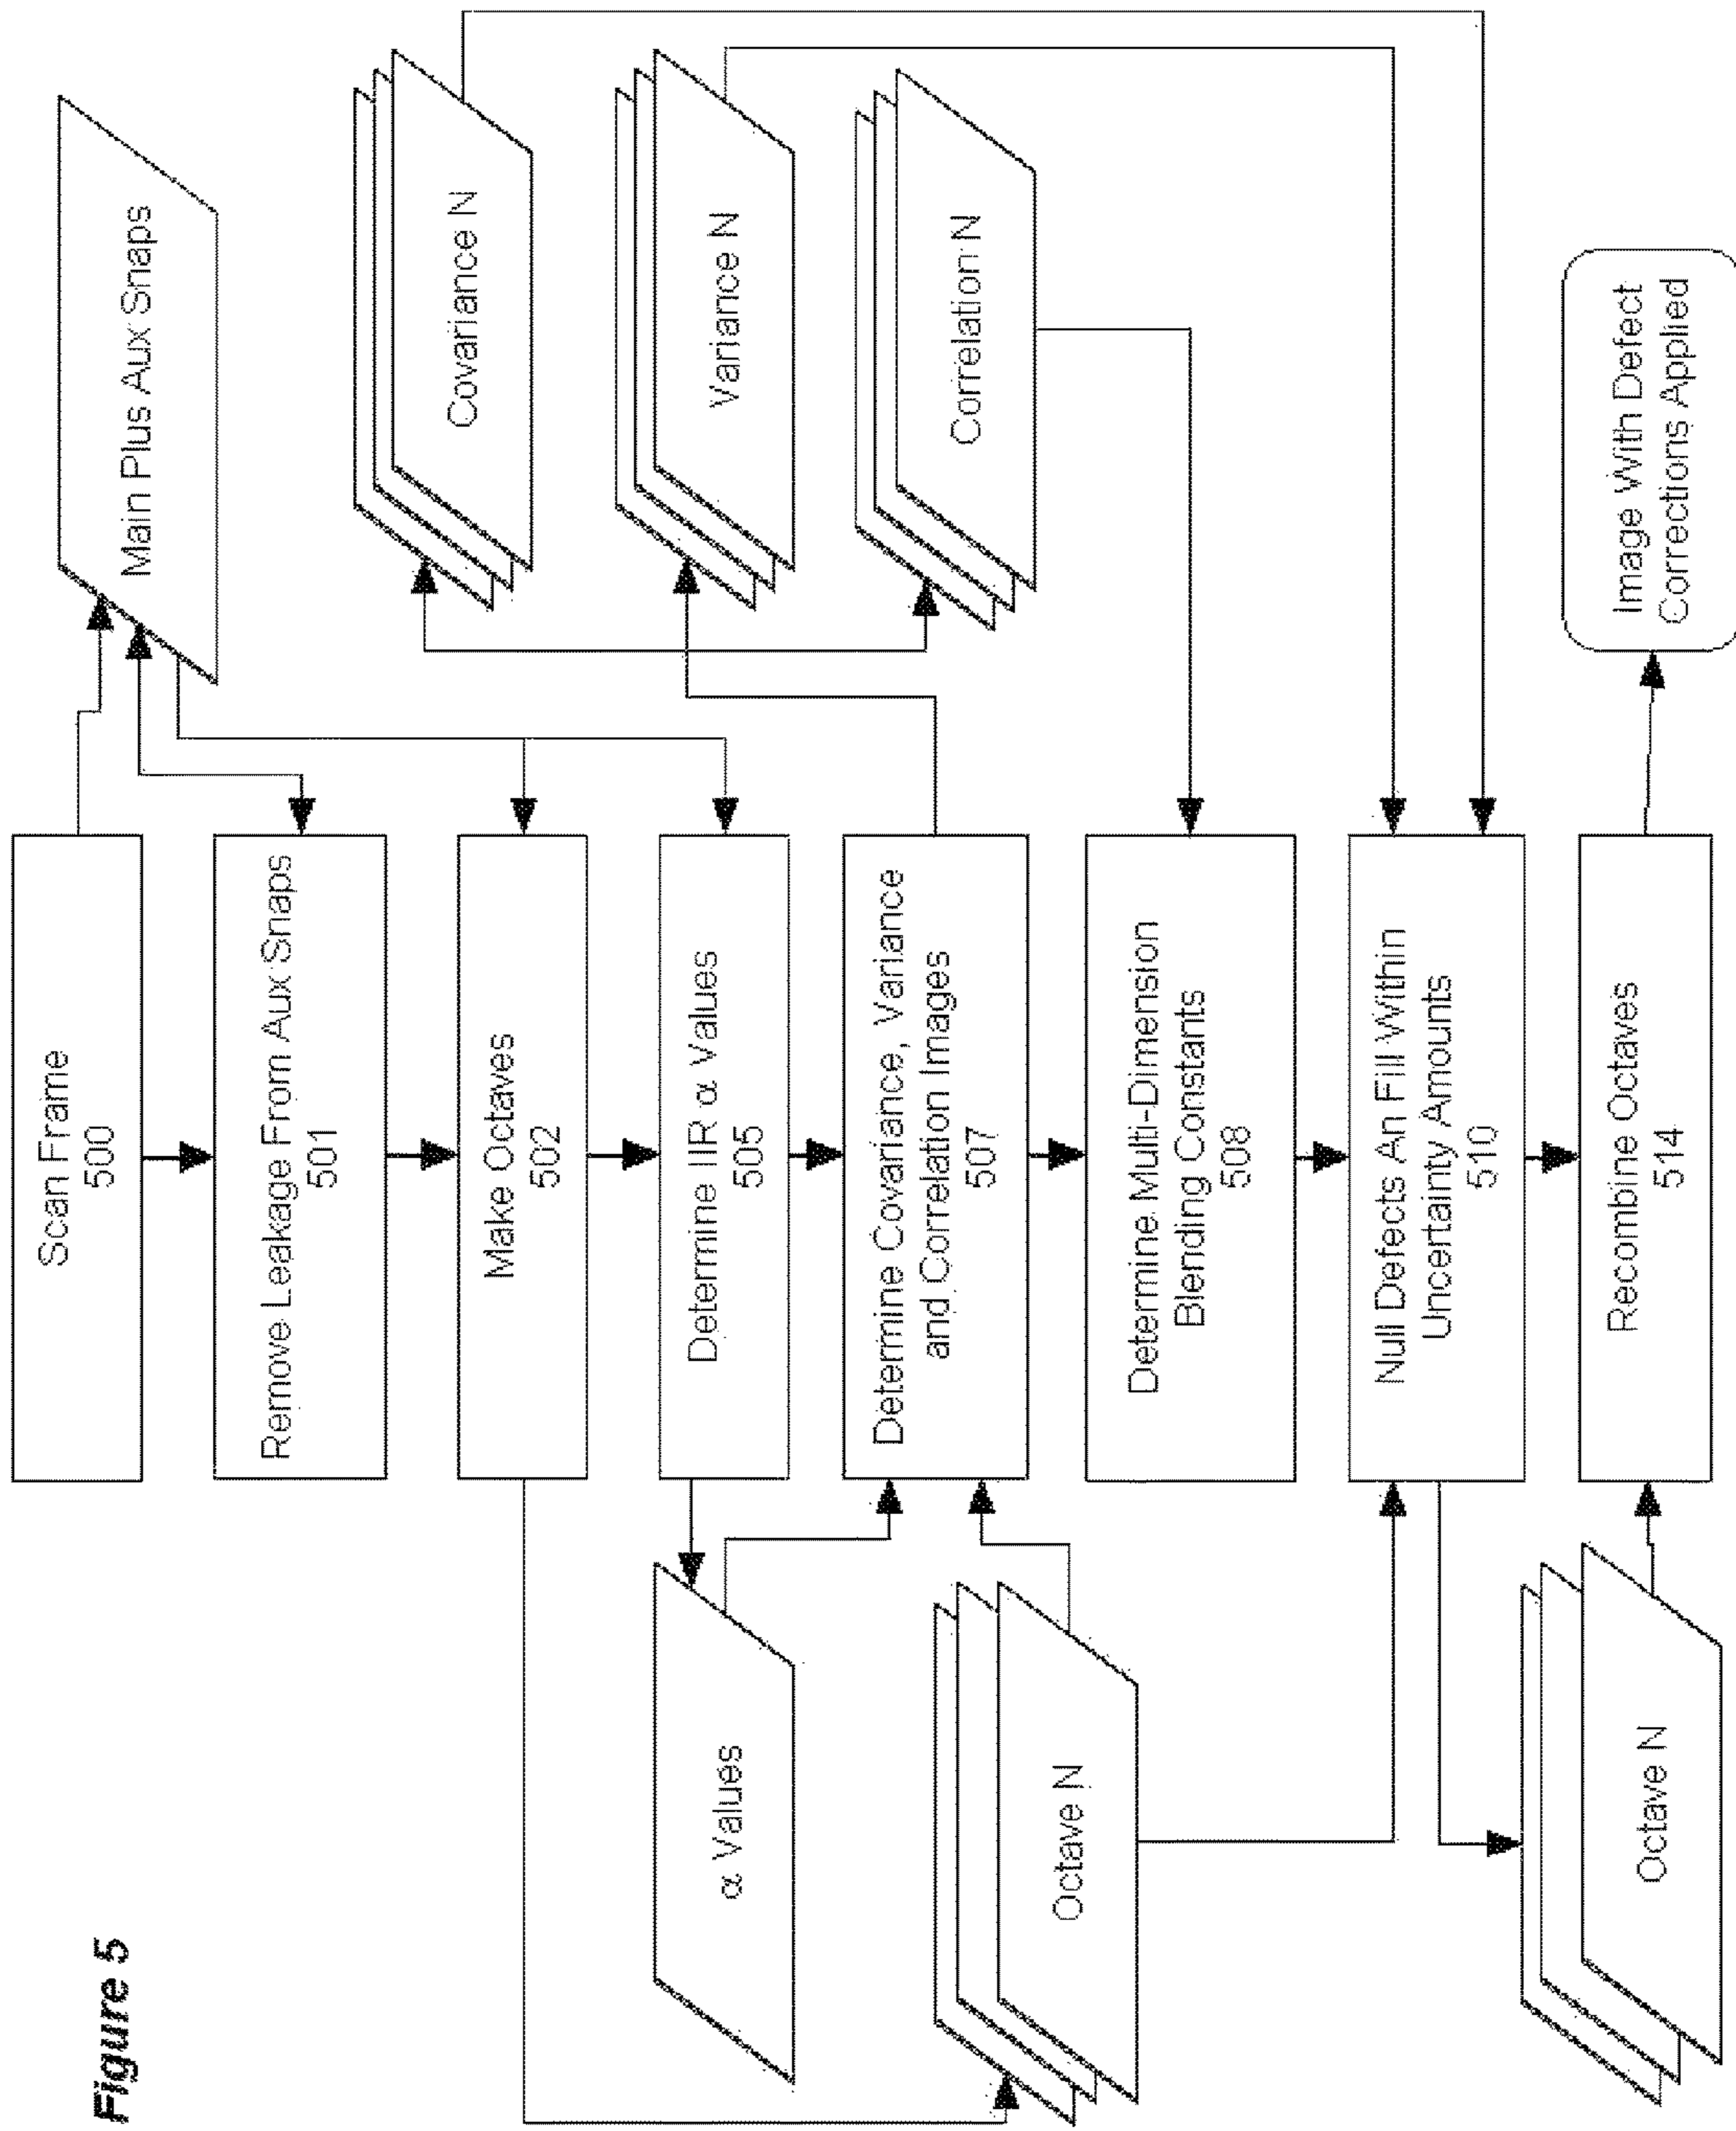 Figure 5
Scan Frame
500
Main Plus Aux Snaps
Remove Leakage From Aux Snaps
501
Make Octaves
502
Determine IIR α Values
505
α Values
Determine Covariance, Variance
and Correlation Images
507
Covariance N
Variance N
Correlation N
Octave N
Determine Multi-Dimension
Blending Constants
508
Null Defects An Fill Within
Uncertainty Amounts
510
Recombine Octaves
514
Octave N
Image With Defect
Corrections Applied